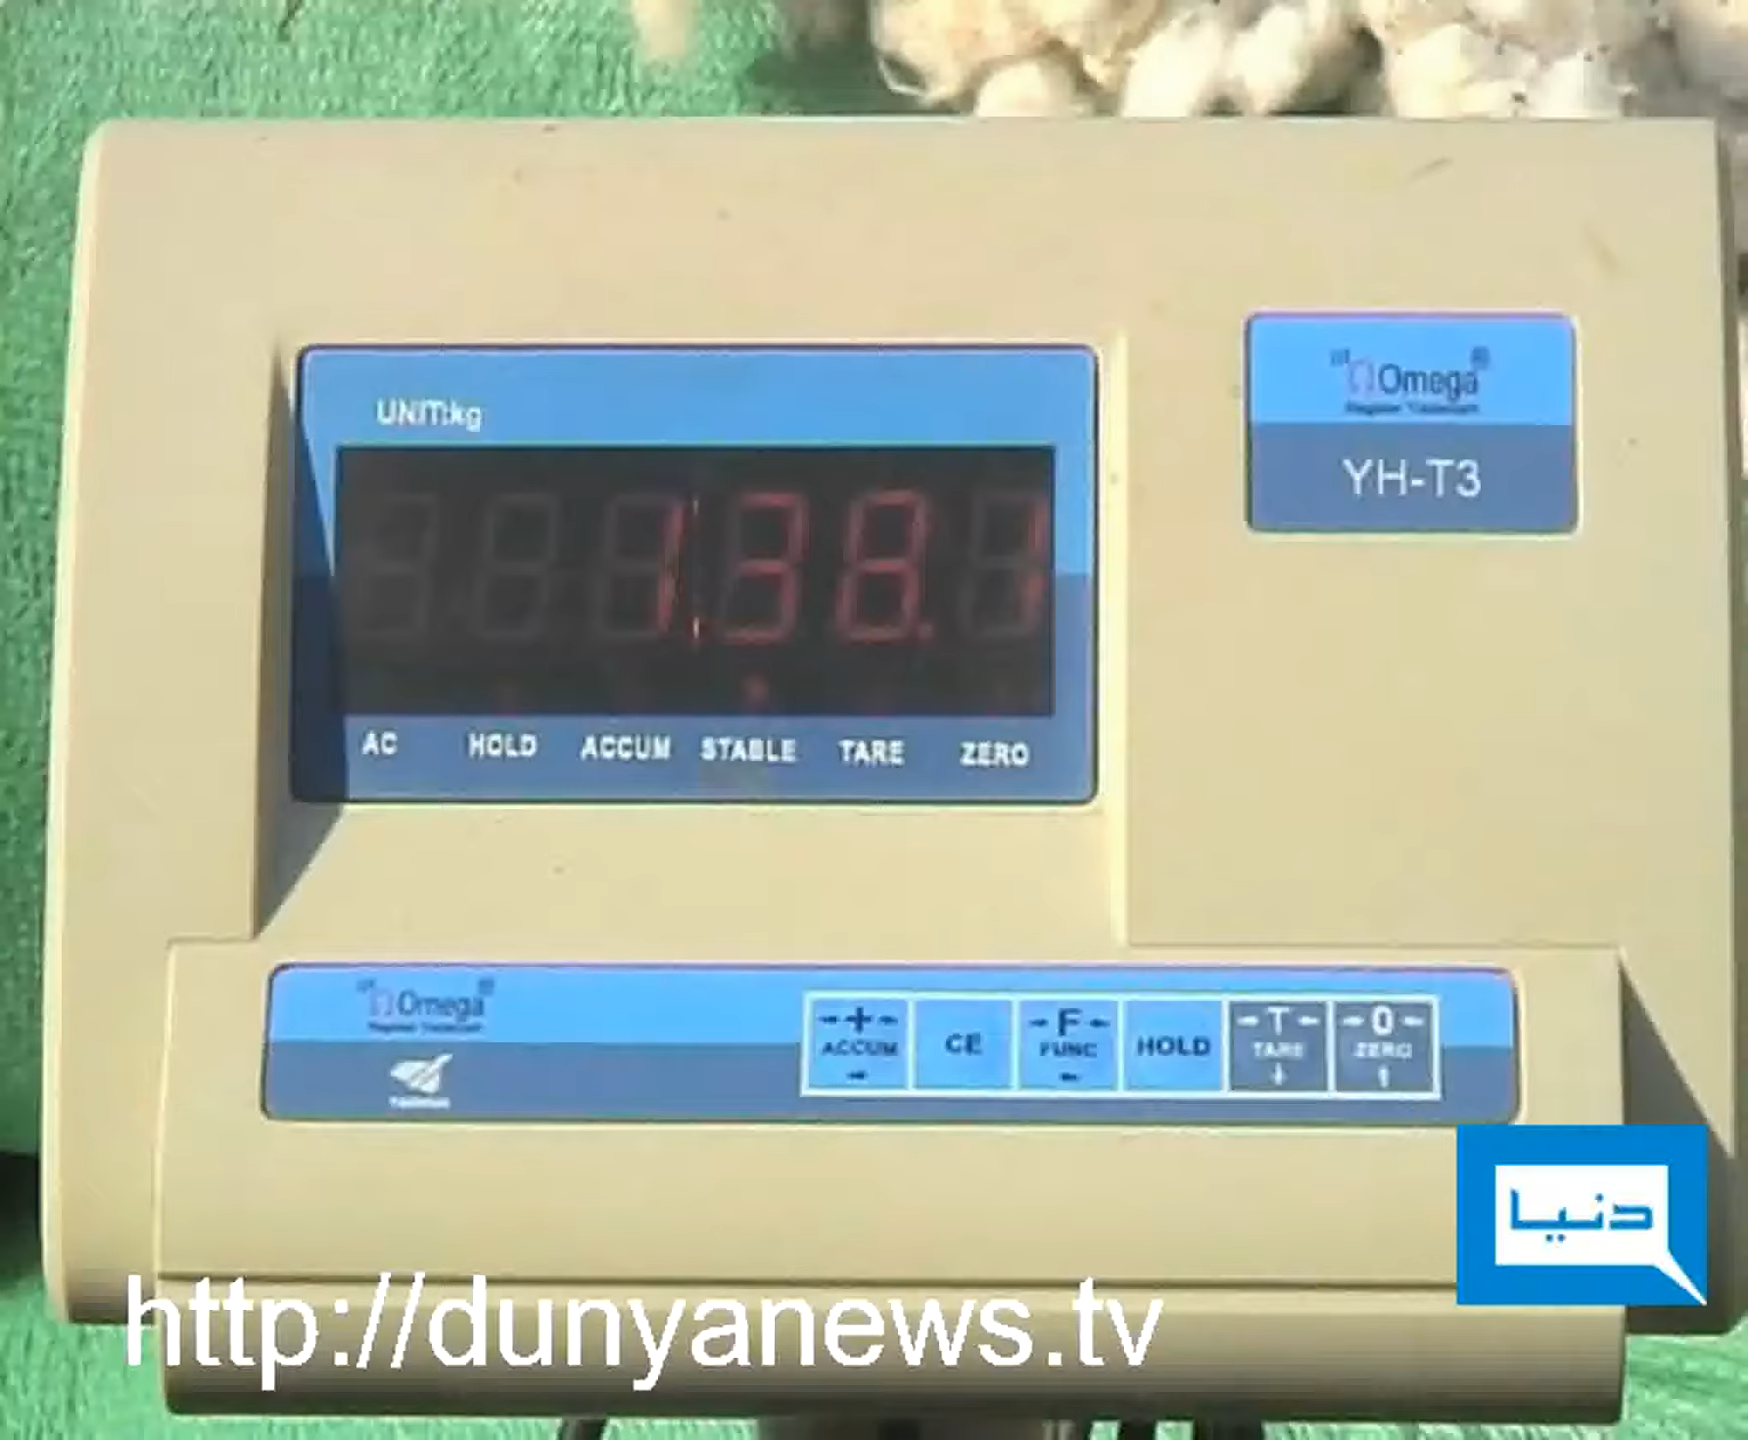 UNIT:kg
138.1
AC HOLD ACCUM STABLE TARE ZERO
Omega®
YH-T3
Omega®
+
ACCUM
CE
F
FUNC
HOLD
T
TARE
0
ZERO
دنیا
http://dunyanews.tv